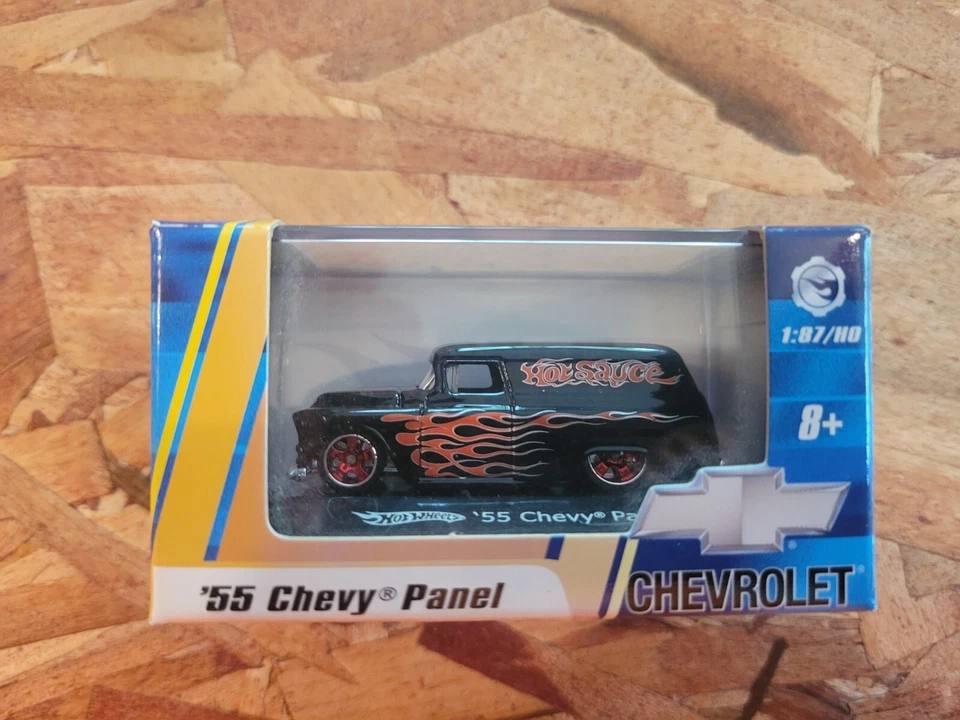 1:87/HO
8+
Hot Sauce
Hot Wheels '55 Chevy® Pa
'55 Chevy® Panel
CHEVROLET®